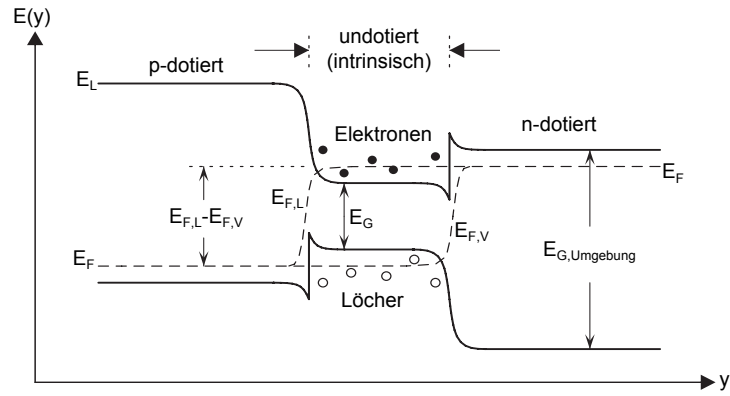 E(y)
undotiert
(intrinsisch)
p-dotiert
E_L
Elektronen
n-dotiert
E_F
E_F,L-E_F,V
E_F,L
E_G
E_F,V
E_G,Umgebung
E_F
Löcher
y